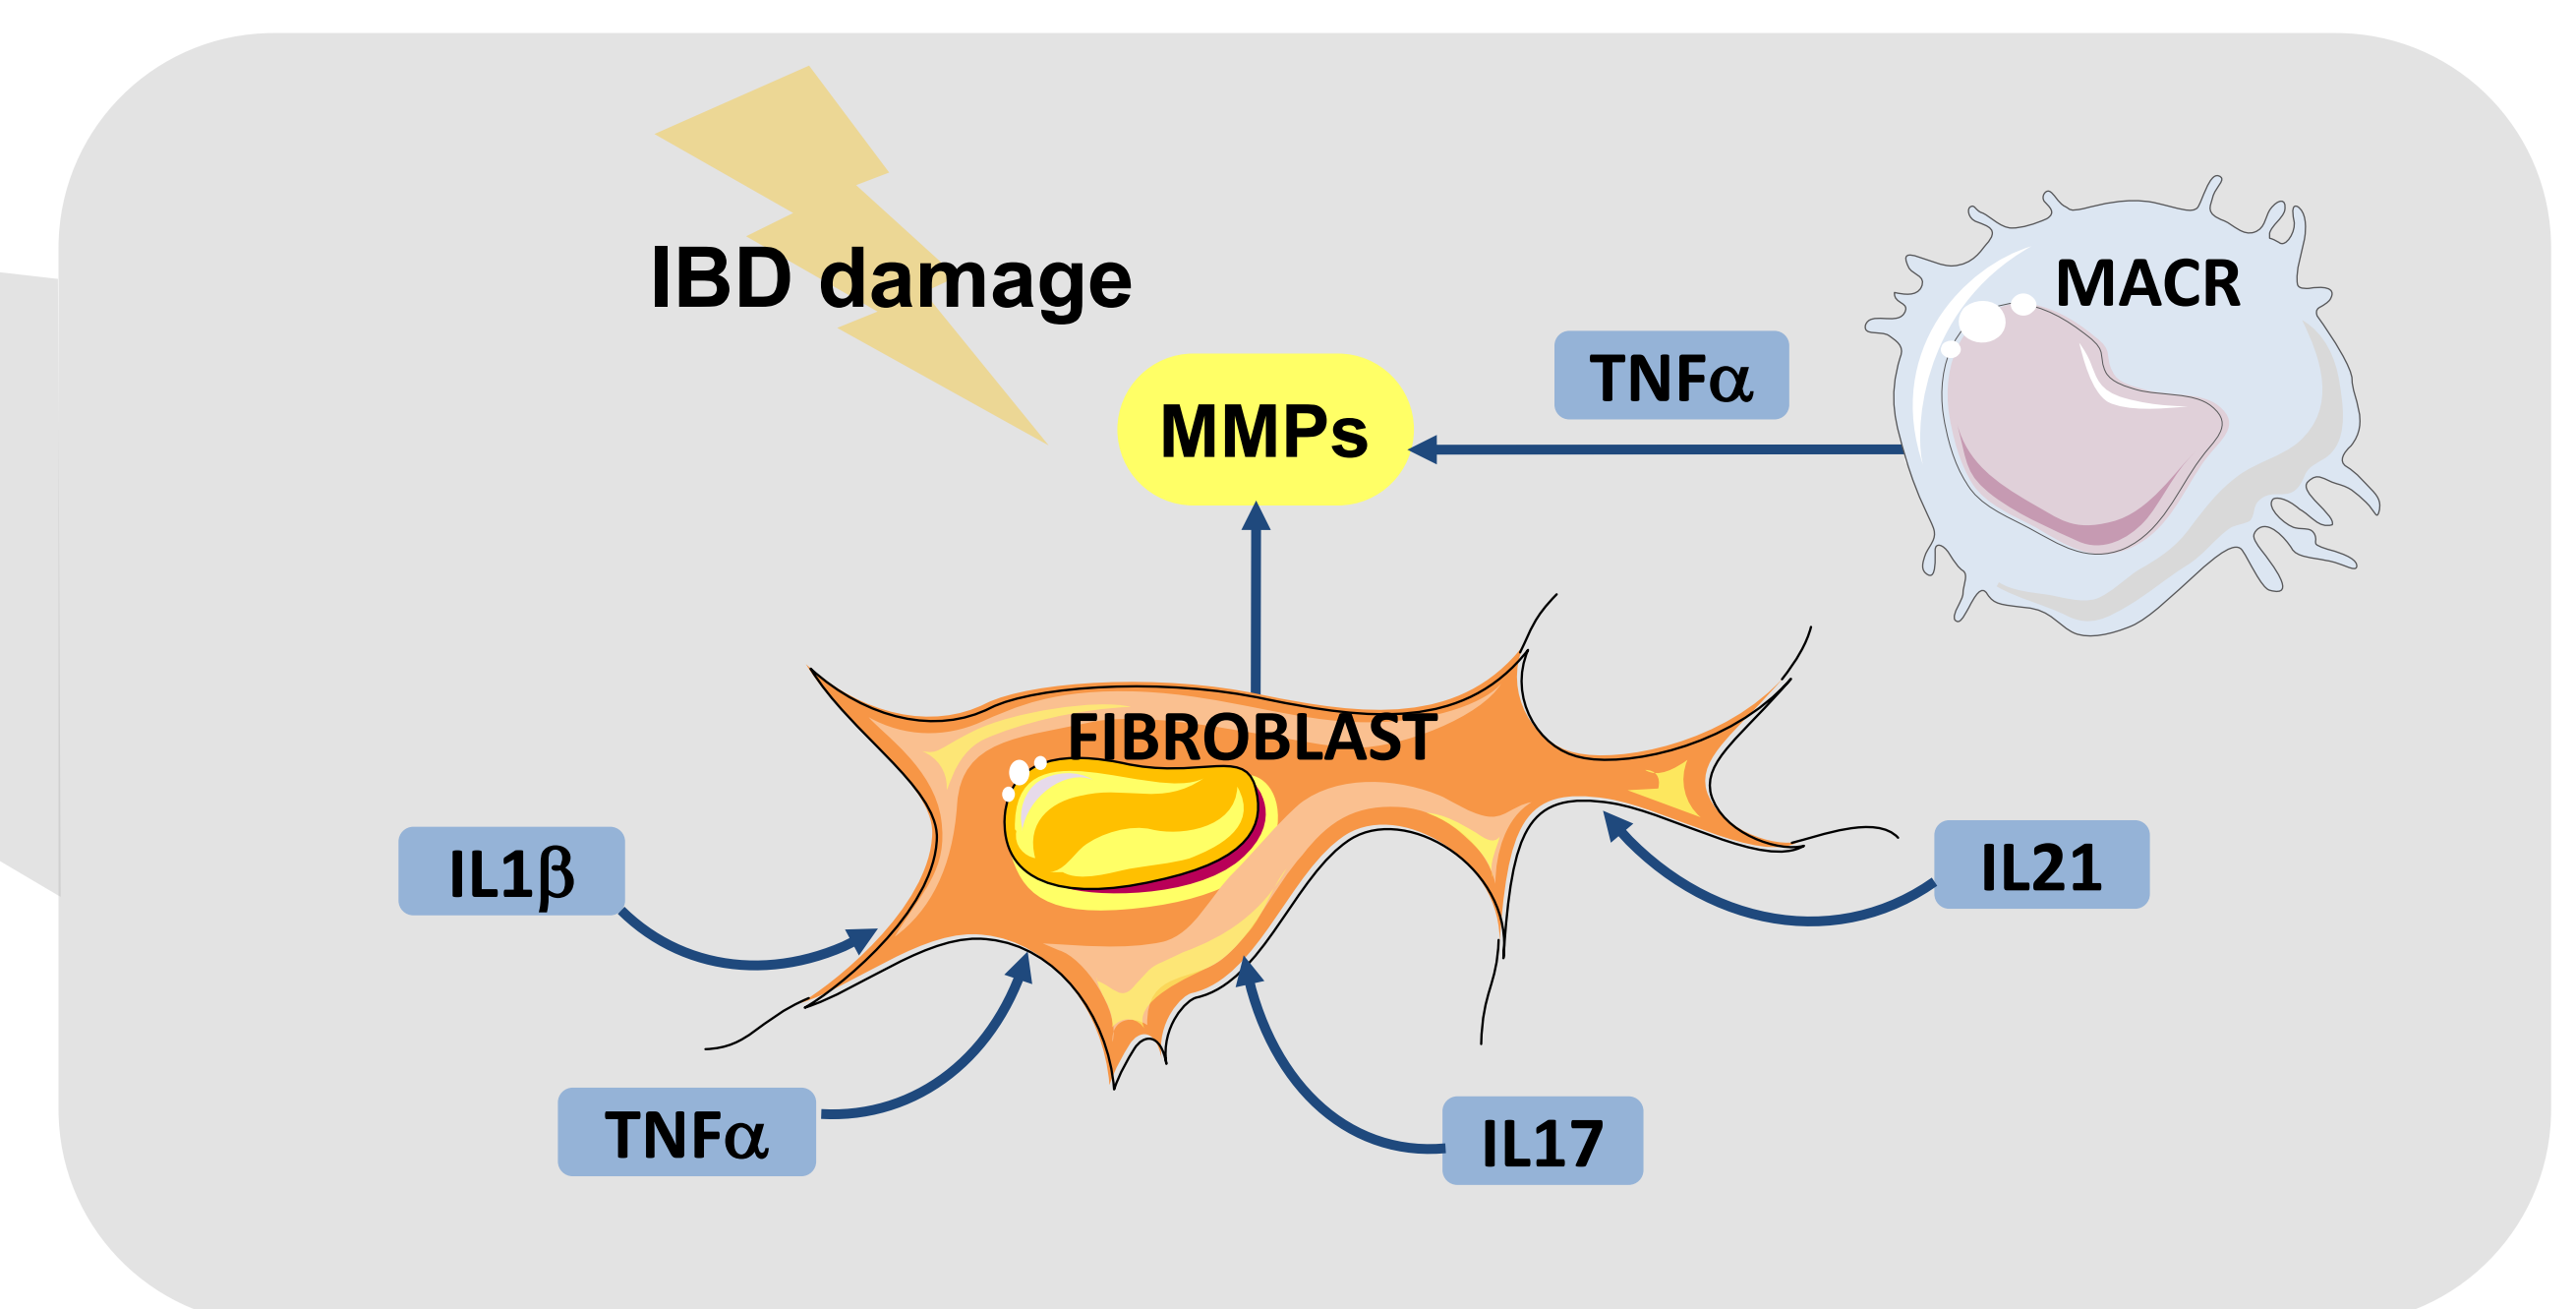 IBD damage
MACR
TNFα
MMPs
FIBROBLAST
IL1β
IL21
TNFα
IL17